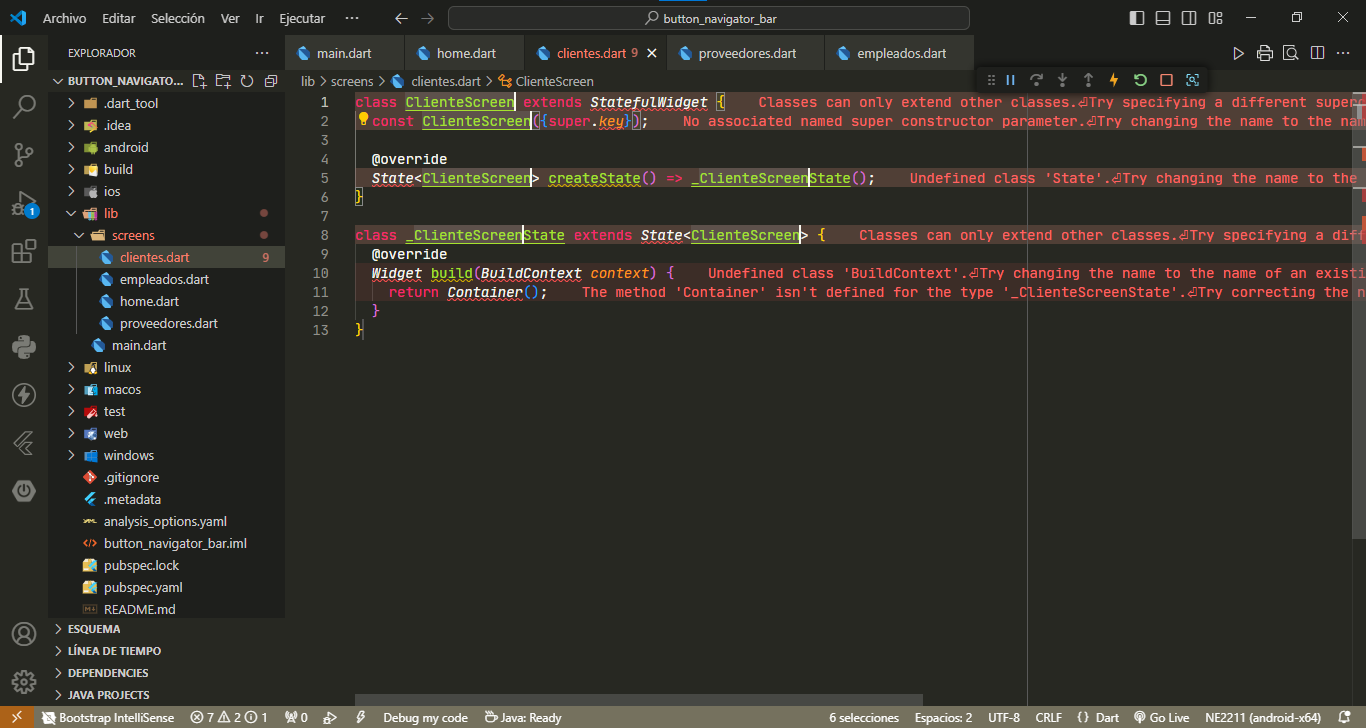 Archivo Editar Selección Ver Ir Ejecutar ··· button_navigator_bar
EXPLORADOR ···
main.dart home.dart clientes.dart 9 proveedores.dart empleados.dart
BUTTON_NAVIGATO...
lib > screens > clientes.dart > ClienteScreen
.dart_tool
.idea
android
build
ios
lib
screens
clientes.dart 9
empleados.dart
home.dart
proveedores.dart
main.dart
linux
macos
test
web
windows
.gitignore
.metadata
analysis_options.yaml
button_navigator_bar.iml
pubspec.lock
pubspec.yaml
README.md
ESQUEMA
LÍNEA DE TIEMPO
DEPENDENCIES
JAVA PROJECTS
1 class ClienteScreen extends StatefulWidget { Classes can only extend other classes.⏎Try specifying a different superc
2 const ClienteScreen({super.key}); No associated named super constructor parameter.⏎Try changing the name to the nam
3
4 @override
5 State<ClienteScreen> createState() => _ClienteScreenState(); Undefined class 'State'.⏎Try changing the name to the
6 }
7
8 class _ClienteScreenState extends State<ClienteScreen> { Classes can only extend other classes.⏎Try specifying a diff
9 @override
10 Widget build(BuildContext context) { Undefined class 'BuildContext'.⏎Try changing the name to the name of an existi
11 return Container(); The method 'Container' isn't defined for the type '_ClienteScreenState'.⏎Try correcting the n
12 }
13 }
1
Bootstrap IntelliSense 7 2 1 0 Debug my code Java: Ready 6 selecciones Espacios: 2 UTF-8 CRLF {} Dart Go Live NE2211 (android-x64)